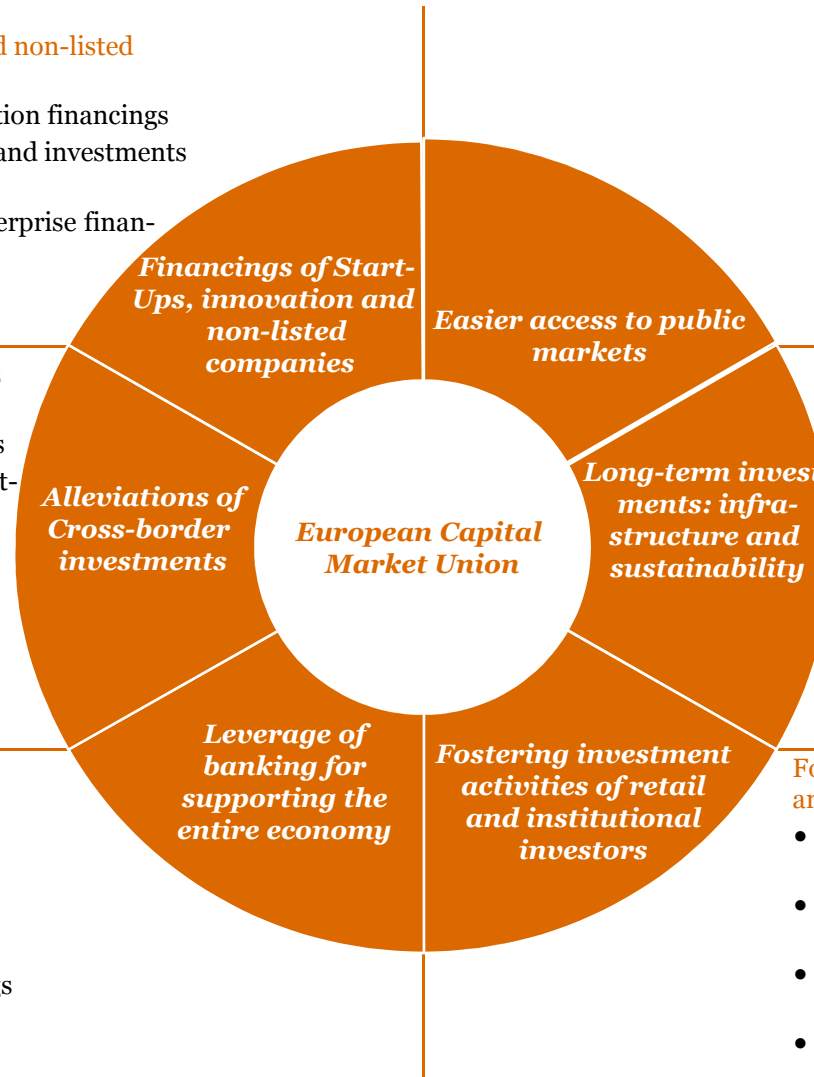 non-listed
financings
and investments
finan-
Financings of Start-
Ups, innovation and
non-listed
companies
Easier access to public
markets
Alleviations of
Cross-border
investments
European Capital
Market Union
Long-term invest
ments: infra-
structure and
sustainability
Leverage of
banking for
supporting the
entire economy
Fostering investment
activities of retail
and institutional
investors